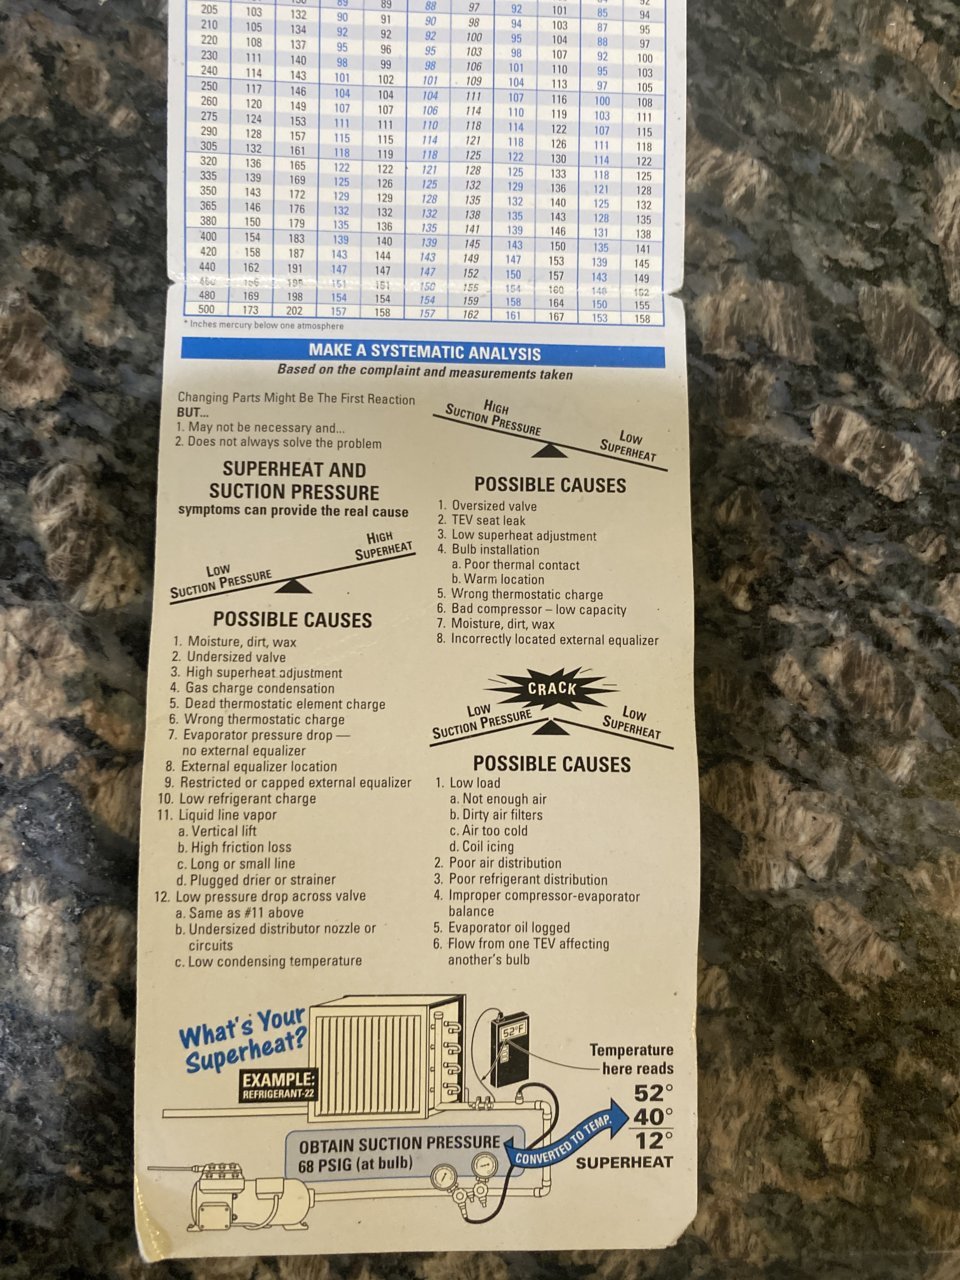 205 103 132 90 89 88 97 92 101 85 94
210 105 134 92 91 90 98 94 103 87 95
220 108 137 95 92 92 100 95 104 88 97
230 111 140 98 96 95 103 98 107 92 100
240 114 143 101 99 98 106 101 110 95 103
250 117 146 104 102 101 109 104 113 97 105
260 120 149 107 104 104 111 107 116 100 108
275 124 153 111 107 106 114 110 119 103 111
290 128 157 115 111 110 118 114 122 107 115
305 132 161 118 115 114 121 118 126 111 118
320 136 165 122 119 118 125 122 130 114 122
335 139 169 125 122 121 128 125 133 118 125
350 143 172 129 126 125 132 129 136 121 128
365 146 176 132 129 128 135 132 140 125 132
380 150 179 135 132 132 138 135 143 128 135
400 154 183 139 136 135 141 139 146 131 138
420 158 187 143 140 139 145 143 150 135 141
440 162 191 147 144 143 149 147 153 139 145
480 169 198 154 154 154 159 158 164 150 155
500 173 202 157 158 157 162 161 167 153 158
* Inches mercury below one atmosphere
MAKE A SYSTEMATIC ANALYSIS
Based on the complaint and measurements taken
Changing Parts Might Be The First Reaction
BUT...
1. May not be necessary and...
2. Does not always solve the problem
SUPERHEAT AND
SUCTION PRESSURE
symptoms can provide the real cause
LOW
SUCTION PRESSURE
HIGH
SUPERHEAT
POSSIBLE CAUSES
1. Moisture, dirt, wax
2. Undersized valve
3. High superheat adjustment
4. Gas charge condensation
5. Dead thermostatic element charge
6. Wrong thermostatic charge
7. Evaporator pressure drop —
no external equalizer
8. External equalizer location
9. Restricted or capped external equalizer
10. Low refrigerant charge
11. Liquid line vapor
a. Vertical lift
b. High friction loss
c. Long or small line
d. Plugged drier or strainer
12. Low pressure drop across valve
a. Same as #11 above
b. Undersized distributor nozzle or
circuits
c. Low condensing temperature
HIGH
SUCTION PRESSURE
LOW
SUPERHEAT
POSSIBLE CAUSES
1. Oversized valve
2. TEV seat leak
3. Low superheat adjustment
4. Bulb installation
a. Poor thermal contact
b. Warm location
5. Wrong thermostatic charge
6. Bad compressor – low capacity
7. Moisture, dirt, wax
8. Incorrectly located external equalizer
CRACK
LOW
SUCTION PRESSURE
LOW
SUPERHEAT
POSSIBLE CAUSES
1. Low load
a. Not enough air
b. Dirty air filters
c. Air too cold
d. Coil icing
2. Poor air distribution
3. Poor refrigerant distribution
4. Improper compressor-evaporator
balance
5. Evaporator oil logged
6. Flow from one TEV affecting
another's bulb
What's Your
Superheat?
EXAMPLE:
REFRIGERANT-22
52°F
Temperature
here reads
52°
40°
12°
SUPERHEAT
OBTAIN SUCTION PRESSURE
68 PSIG (at bulb)
CONVERTED TO TEMP.